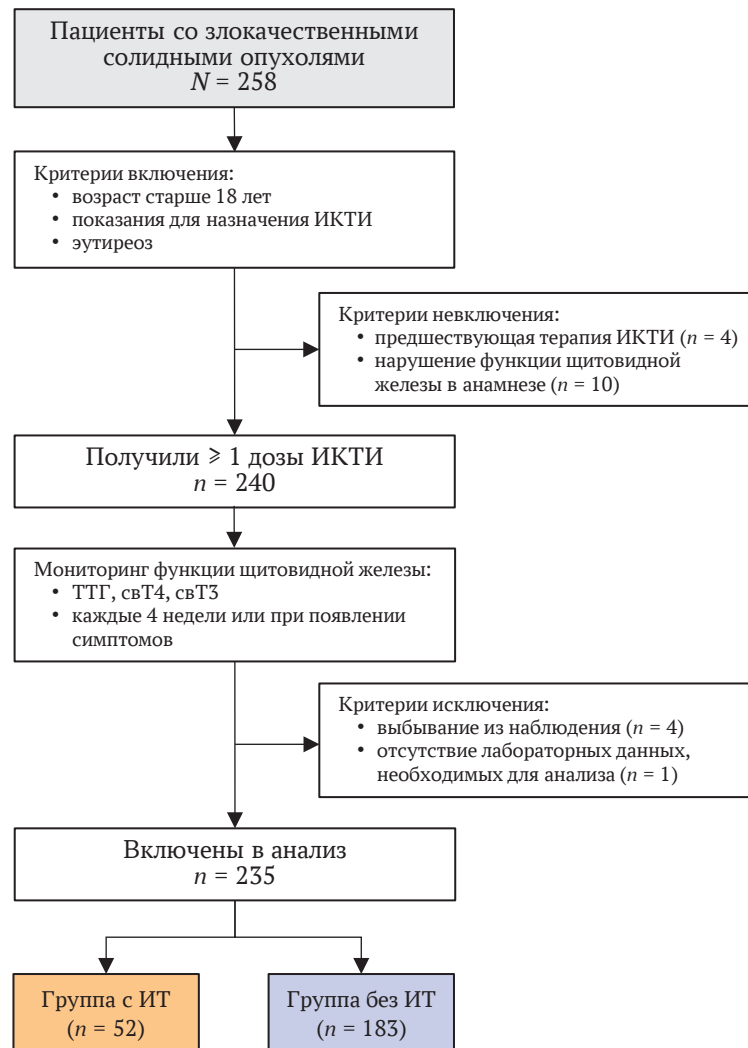 Пациенты со злокачественными
солидными опухолями
N = 258
Критерии включения:
• возраст старше 18 лет
• показания для назначения ИКТИ
• эутиреоз
Критерии невключения:
• предшествующая терапия ИКТИ (n = 4)
• нарушение функции щитовидной
железы в анамнезе (n = 10)
Получили ⩾ 1 дозы ИКТИ
n = 240
Мониторинг функции щитовидной железы:
• ТТГ, свТ4, свТ3
• каждые 4 недели или при появлении
симптомов
Критерии исключения:
• выбывание из наблюдения (n = 4)
• отсутствие лабораторных данных,
необходимых для анализа (n = 1)
Включены в анализ
n = 235
Группа с ИТ
(n = 52)
Группа без ИТ
(n = 183)